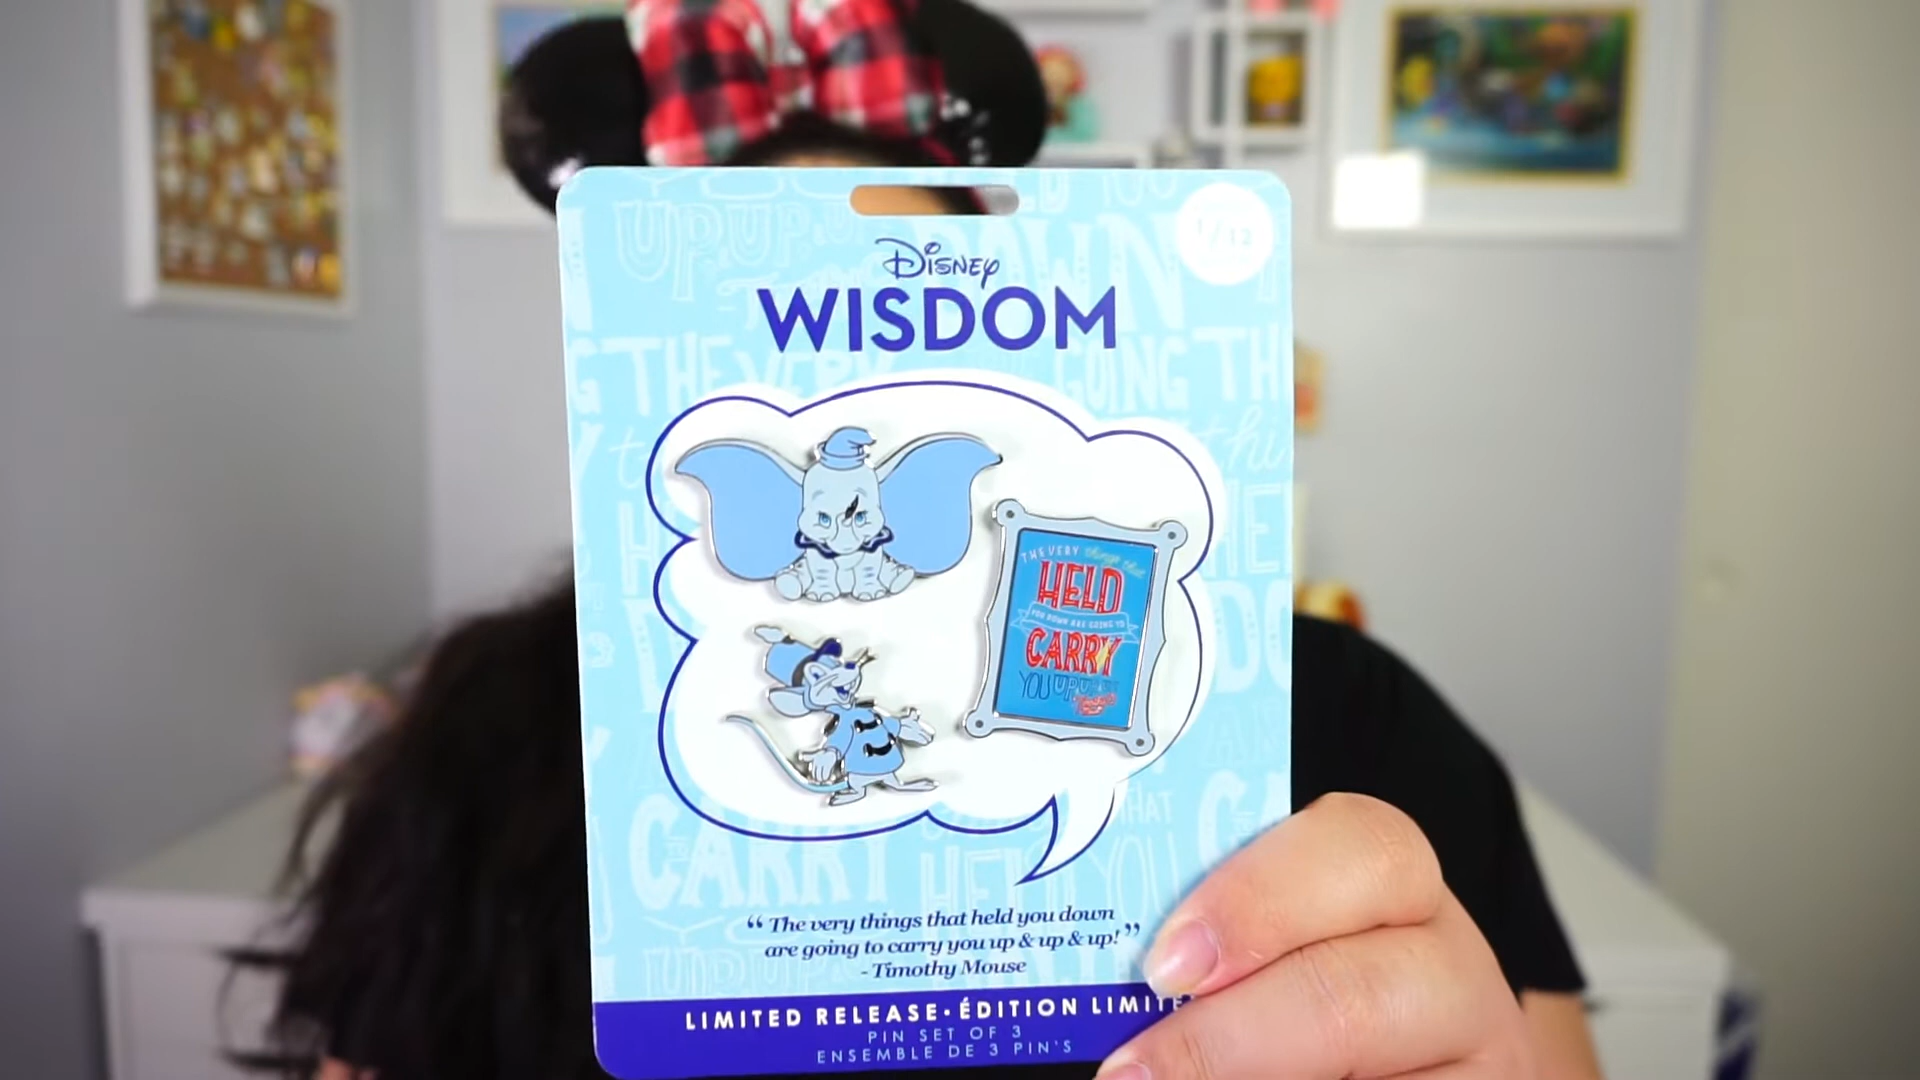 Disney
WISDOM
1/12
THE VERY things that
HELD
YOU DOWN ARE GOING TO
CARRY
YOU UP
“The very things that held you down
are going to carry you up & up & up!”
- Timothy Mouse
LIMITED RELEASE • ÉDITION LIMITÉ
PIN SET OF 3
ENSEMBLE DE 3 PIN'S